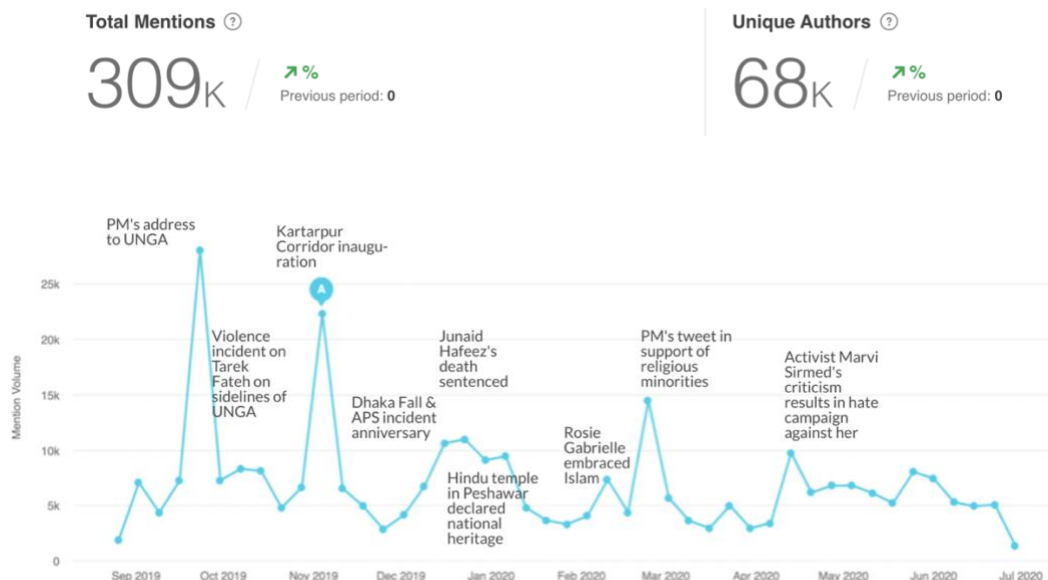 Total Mentions ?
Unique Authors ?
309K
%
Previous period: 0
68K
%
Previous period: 0
PM's address
to UNGA
Kartarpur
Corridor inaugu-
ration
A
Violence
incident on
Tarek
Fateh on
sidelines of
UNGA
Dhaka Fall &
APS incident
anniversary
Junaid
Hafeez's
death
sentenced
Hindu temple
in Peshawar
declared
national
heritage
Rosie
Gabrielle
embraced
Islam
PM's tweet in
support of
religious
minorities
Activist Marvi
Sirmed's
criticism
results in hate
campaign
against her
Mention Volume
25k
20k
15k
10k
5k
0
Sep 2019 Oct 2019 Nov 2019 Dec 2019 Jan 2020 Feb 2020 Mar 2020 Apr 2020 May 2020 Jun 2020 Jul 2020